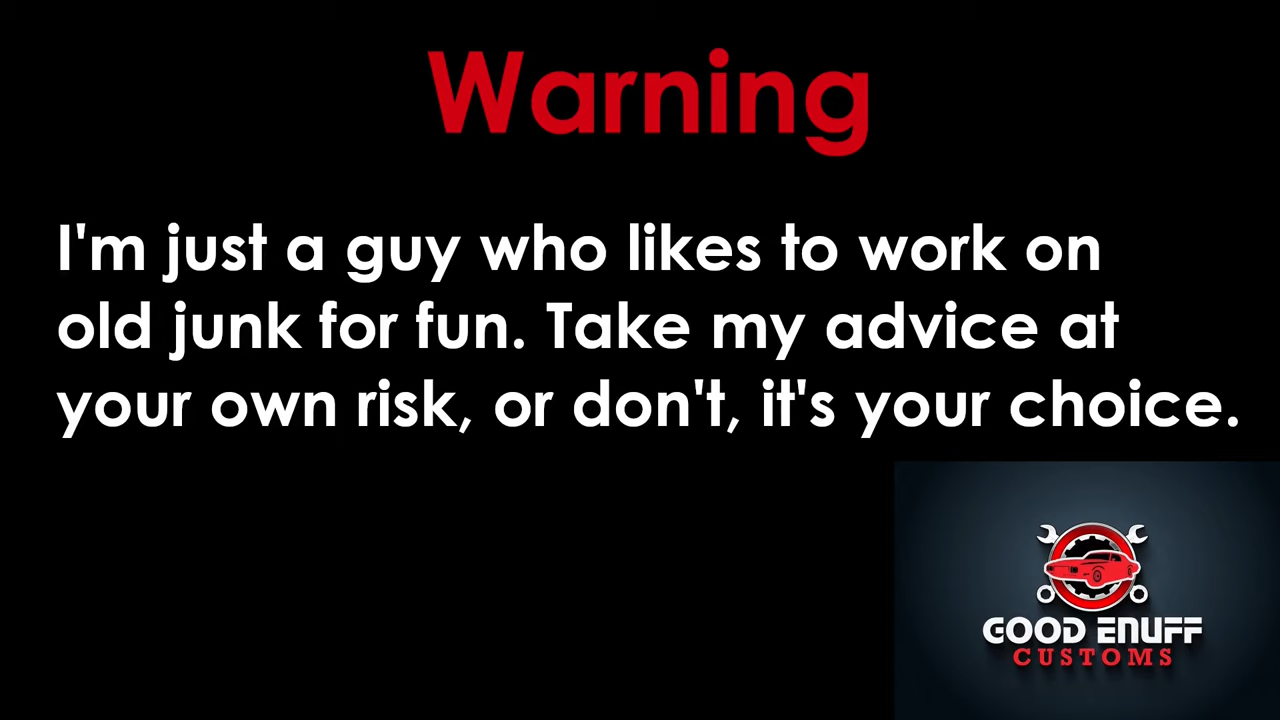 Warning
I'm just a guy who likes to work on
old junk for fun. Take my advice at
your own risk, or don't, it's your choice.
GOOD ENUFF
CUSTOMS